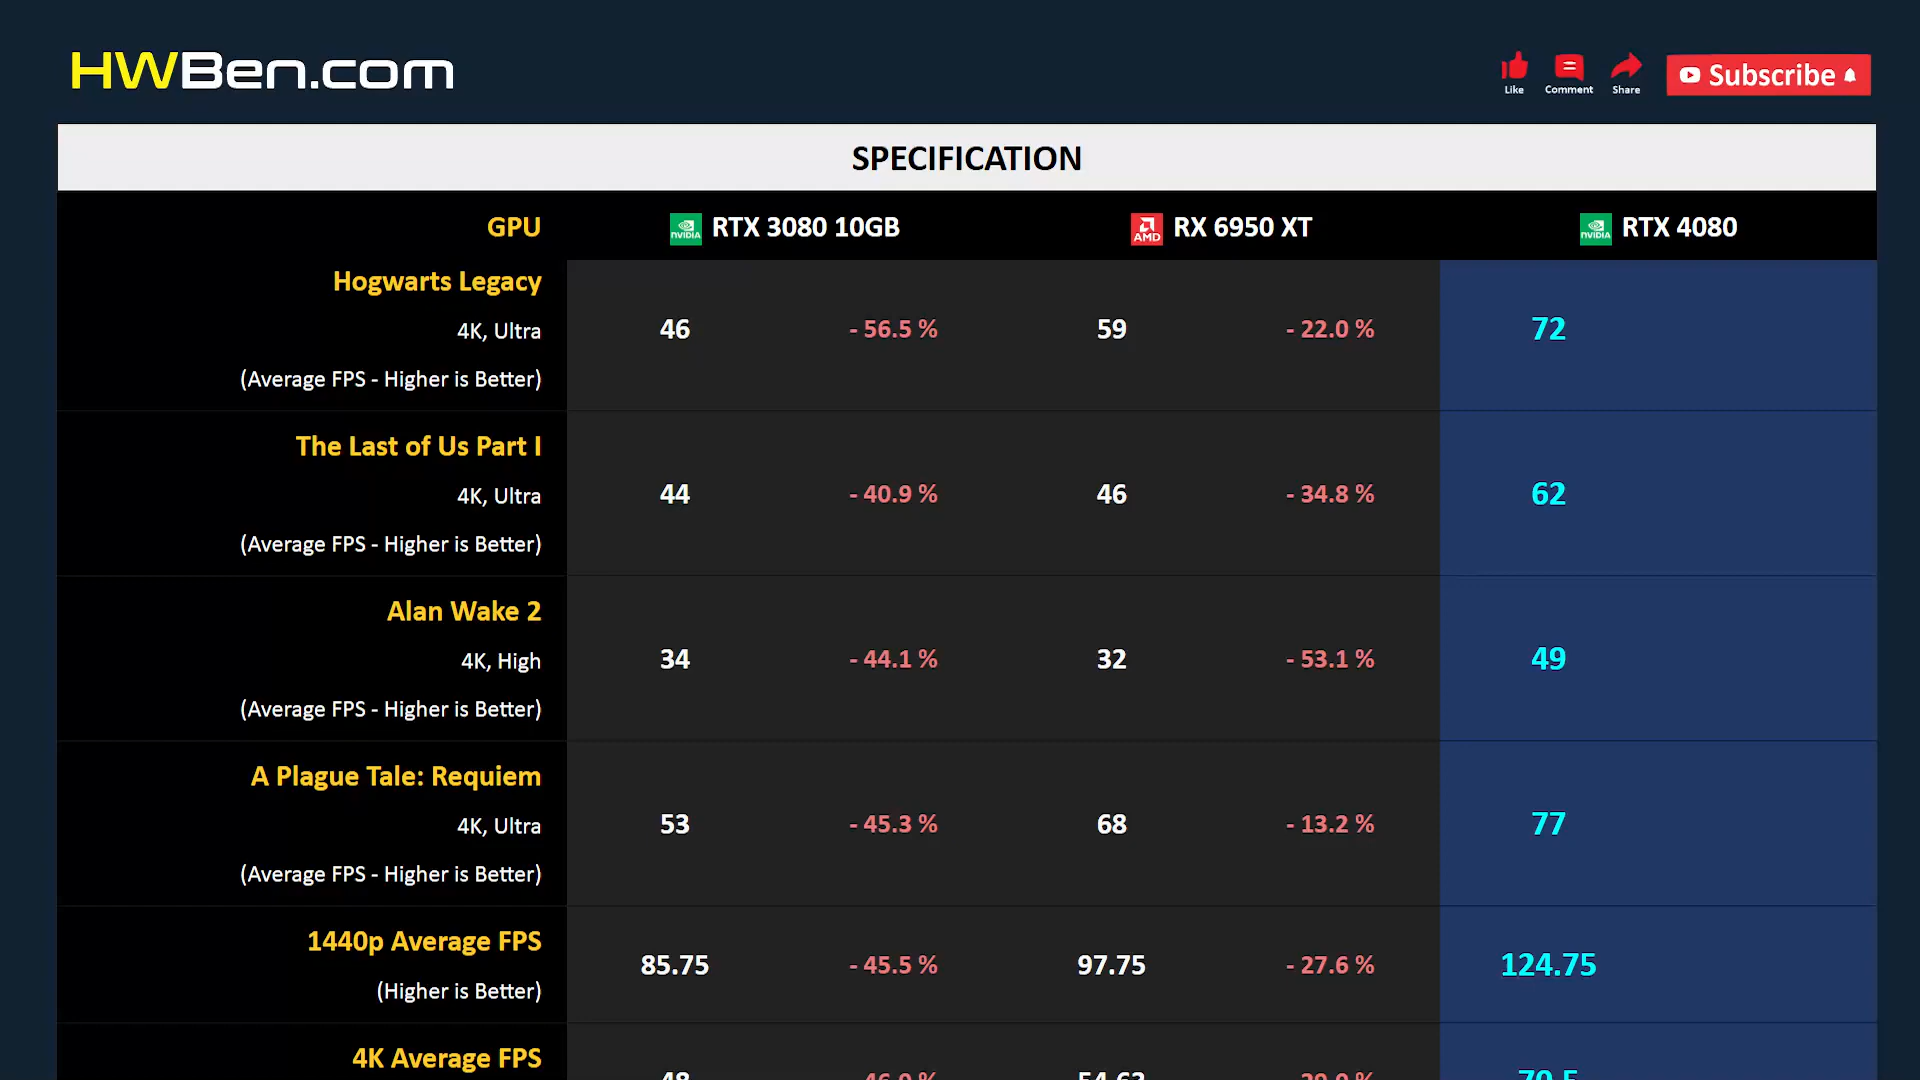 HWBen.com
Like Comment Share Subscribe
SPECIFICATION
GPU NVIDIA RTX 3080 10GB AMD RX 6950 XT NVIDIA RTX 4080
Hogwarts Legacy
4K, Ultra 46 - 56.5 % 59 - 22.0 % 72
(Average FPS - Higher is Better)
The Last of Us Part I
4K, Ultra 44 - 40.9 % 46 - 34.8 % 62
(Average FPS - Higher is Better)
Alan Wake 2
4K, High 34 - 44.1 % 32 - 53.1 % 49
(Average FPS - Higher is Better)
A Plague Tale: Requiem
4K, Ultra 53 - 45.3 % 68 - 13.2 % 77
(Average FPS - Higher is Better)
1440p Average FPS
85.75 - 45.5 % 97.75 - 27.6 % 124.75
(Higher is Better)
4K Average FPS